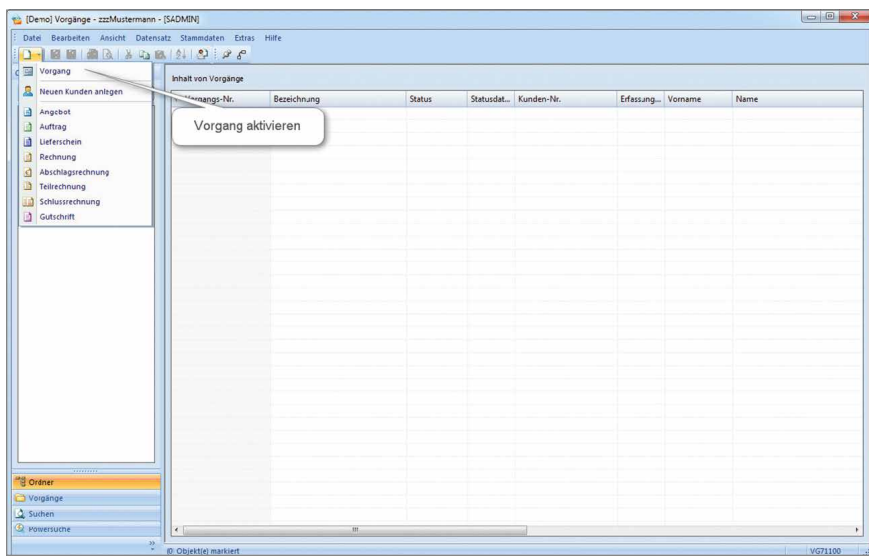 [Demo] Vorgänge - zzzMustermann - [SADMIN]
Datei Bearbeiten Ansicht Datensatz Stammdaten Extras Hilfe
Vorgang
Neuen Kunden anlegen
Angebot
Auftrag
Lieferschein
Rechnung
Abschlagsrechnung
Teilrechnung
Schlussrechnung
Gutschrift
Inhalt von Vorgänge
Bezeichnung Status Statusdat... Kunden-Nr. Erfassung... Vorname Name
Vorgang aktivieren
Ordner
Vorgänge
Suchen
Powersuche
0 Objekt(e) markiert
VG71100